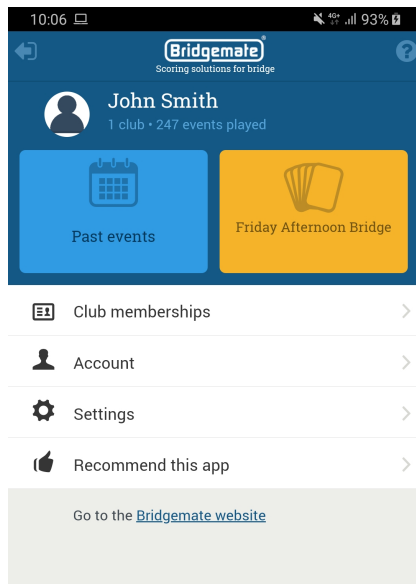 10:06 4G+ 93%
Bridgemate
Scoring solutions for bridge
?
John Smith
1 club • 247 events played
Past events
Friday Afternoon Bridge
Club memberships
Account
Settings
Recommend this app
Go to the Bridgemate website